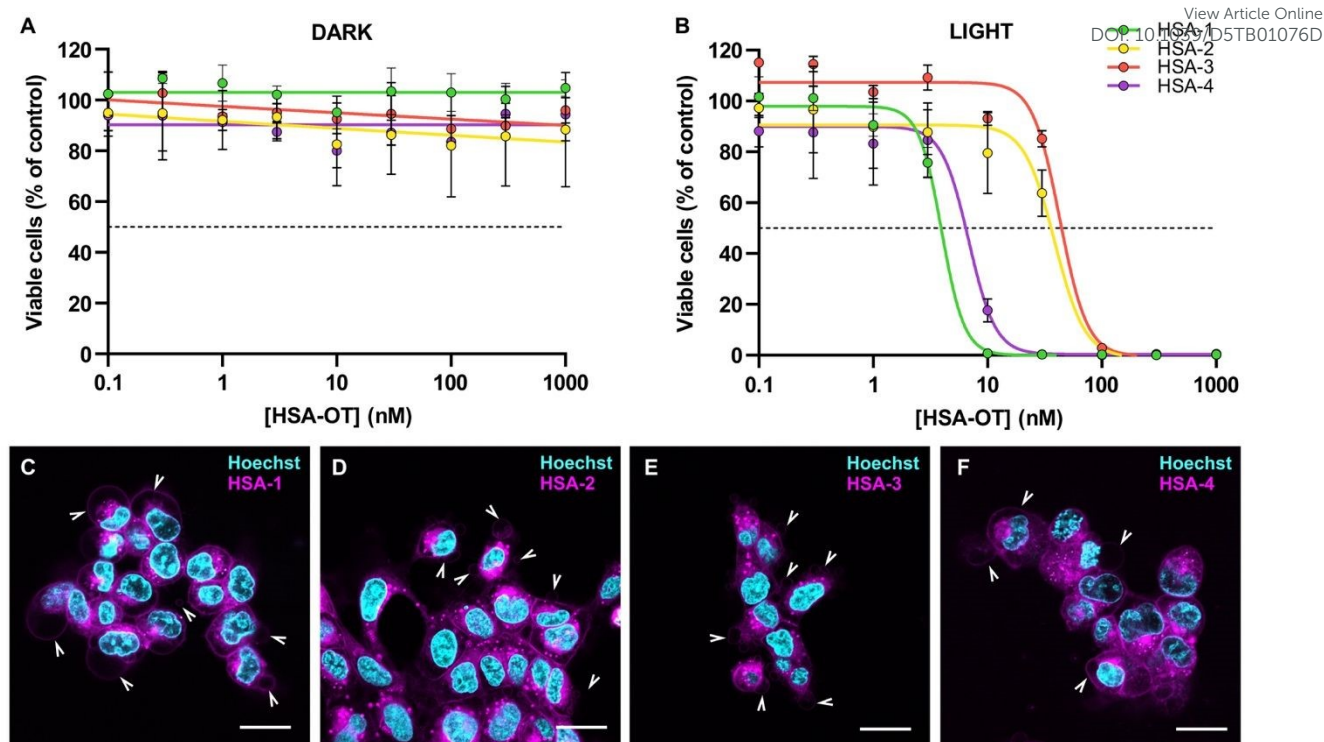 View Article Online
DOI: 10.1039/D5TB01076D
A
DARK
120
100
80
60
40
20
0
Viable cells (% of control)
0.1 1 10 100 1000
[HSA-OT] (nM)
B
LIGHT
HSA-1
HSA-2
HSA-3
HSA-4
120
100
80
60
40
20
0
Viable cells (% of control)
0.1 1 10 100 1000
[HSA-OT] (nM)
C
Hoechst
HSA-1
D
Hoechst
HSA-2
E
Hoechst
HSA-3
F
Hoechst
HSA-4